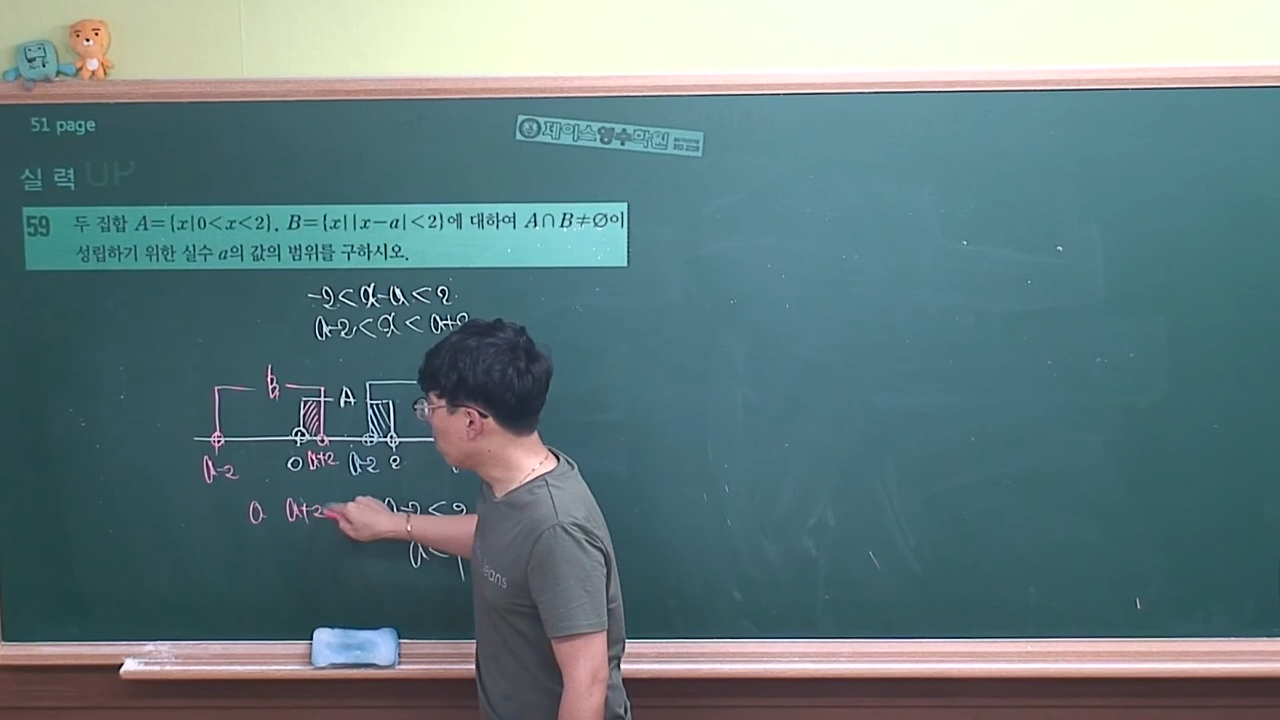 51 page
제이스영수학원
실력 UP
59 두 집합 A={x|0<x<2}, B={x||x-a|<2}에 대하여 A∩B≠∅이
성립하기 위한 실수 a의 값의 범위를 구하시오.
-2<x-a<2
a-2<x<a+2
B A
a-2 0 a+2 a-2 2
0 a+2 a-2<2
a<
eans